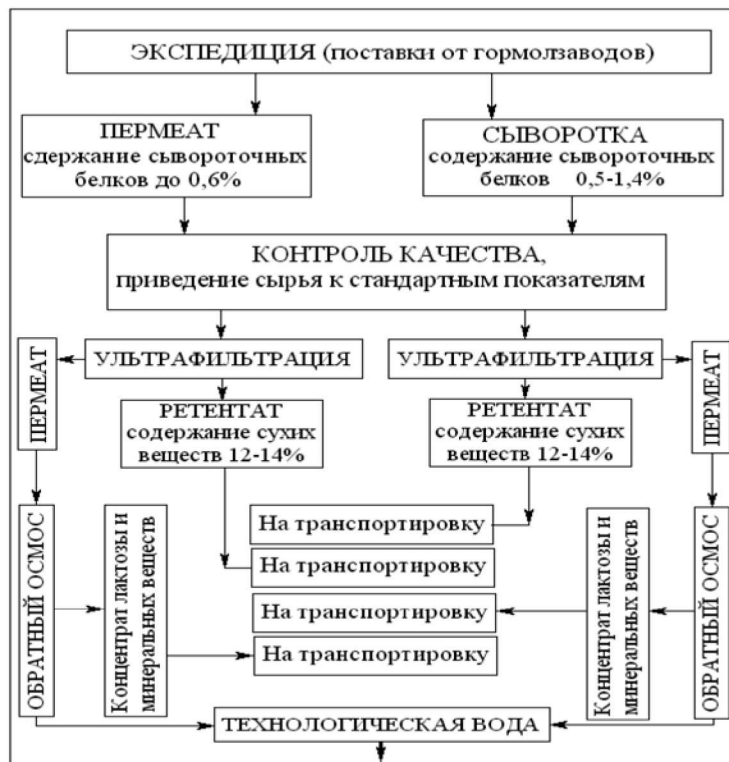 ЭКСПЕДИЦИЯ (поставки от гормолзаводов)
ПЕРМЕАТ
сдержание сывороточных
белков до 0,6%
СЫВОРОТКА
содержание сывороточных
белков 0,5-1,4%
КОНТРОЛЬ КАЧЕСТВА,
приведение сырья к стандартным показателям
ПЕРМЕАТ
УЛЬТРАФИЛЬТРАЦИЯ
УЛЬТРАФИЛЬТРАЦИЯ
ПЕРМЕАТ
РЕТЕНТАТ
содержание сухих
веществ 12-14%
РЕТЕНТАТ
содержание сухих
веществ 12-14%
ОБРАТНЫЙ ОСМОС
Концентрат лактозы и
минеральных веществ
На транспортировку
На транспортировку
На транспортировку
На транспортировку
Концентрат лактозы и
минеральных веществ
ОБРАТНЫЙ ОСМОС
ТЕХНОЛОГИЧЕСКАЯ ВОДА